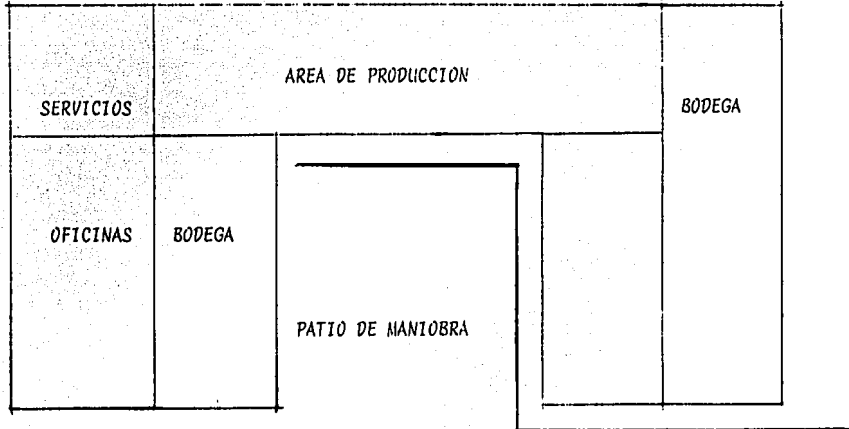 AREA DE PRODUCCION
SERVICIOS
BODEGA
OFICINAS
BODEGA
PATIO DE MANIOBRA